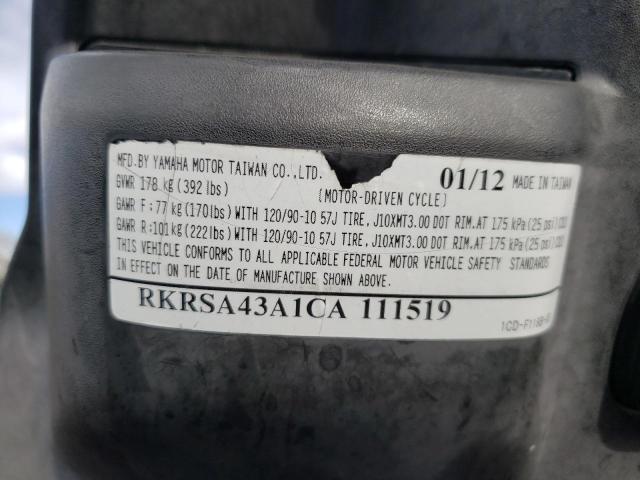 MFD.BY YAMAHA MOTOR TAIWAN CO.,LTD. 01/12 MADE IN TAIWAN
GVWR 178 kg(392 lbs) (MOTOR-DRIVEN CYCLE)
GAWR F:77 kg(170lbs)WITH 120/90-10 57J TIRE, J10XMT3.00 DOT RIM.AT 175 kPa(25 psi)
GAWR R:101kg(222lbs)WITH 120/90-10 57J TIRE, J10XMT3.00 DOT RIM.AT 175 kPa(25 psi)
THIS VEHICLE CONFORMS TO ALL APPLICABLE FEDERAL MOTOR VEHICLE SAFETY STANDARDS
IN EFFECT ON THE DATE OF MANUFACTURE SHOWN ABOVE.
RKRSA43A1CA 111519